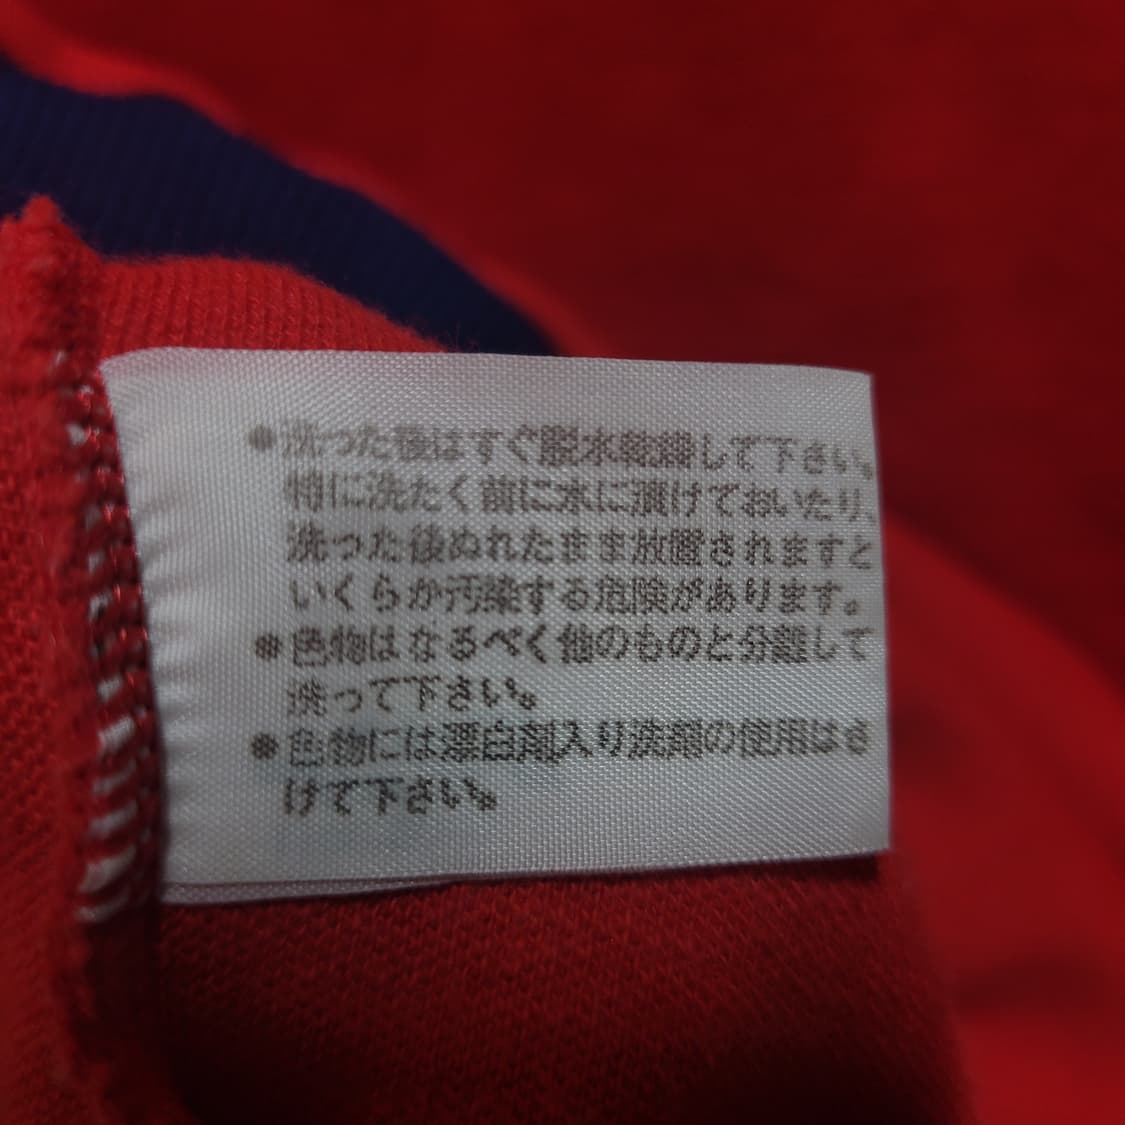 ●洗った後はすぐ脱水乾燥して下さい。
特に洗たく前に水に漬けておいたり、
洗った後ぬれたまま放置されますと
いくらか汚染する危険があります。
●色物はなるべく他のものと分離して
洗って下さい。
●色物には漂白剤入り洗剤の使用はさ
けて下さい。